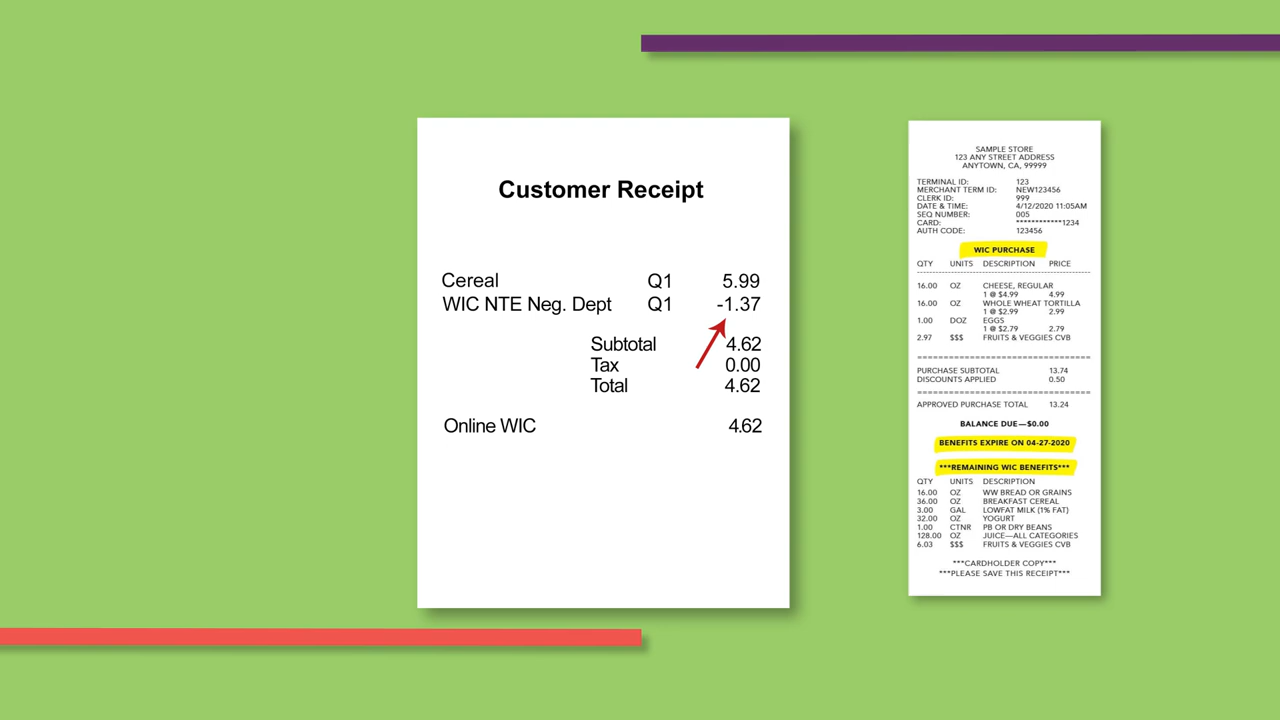 Customer Receipt
Cereal Q1 5.99
WIC NTE Neg. Dept Q1 -1.37
Subtotal 4.62
Tax 0.00
Total 4.62
Online WIC 4.62
SAMPLE STORE
123 ANY STREET ADDRESS
ANYTOWN, CA, 99999
TERMINAL ID: 123
MERCHANT TERM ID: NEW123456
CLERK ID: 999
DATE & TIME: 4/12/2020 11:05AM
SEQ NUMBER: 005
CARD: ************1234
AUTH CODE: 123456
WIC PURCHASE
QTY UNITS DESCRIPTION PRICE
16.00 OZ CHEESE, REGULAR
1 @ $4.99 4.99
16.00 OZ WHOLE WHEAT TORTILLA
1 @ $2.99 2.99
1.00 DOZ EGGS
1 @ $2.79 2.79
2.97 $$$ FRUITS & VEGGIES CVB
PURCHASE SUBTOTAL 13.74
DISCOUNTS APPLIED 0.50
APPROVED PURCHASE TOTAL 13.24
BALANCE DUE—$0.00
BENEFITS EXPIRE ON 04-27-2020
***REMAINING WIC BENEFITS***
QTY UNITS DESCRIPTION
16.00 OZ WW BREAD OR GRAINS
36.00 OZ BREAKFAST CEREAL
3.00 GAL LOWFAT MILK (1% FAT)
32.00 OZ YOGURT
1.00 CTNR PB OR DRY BEANS
128.00 OZ JUICE—ALL CATEGORIES
6.03 $$$ FRUITS & VEGGIES CVB
***CARDHOLDER COPY***
***PLEASE SAVE THIS RECEIPT***